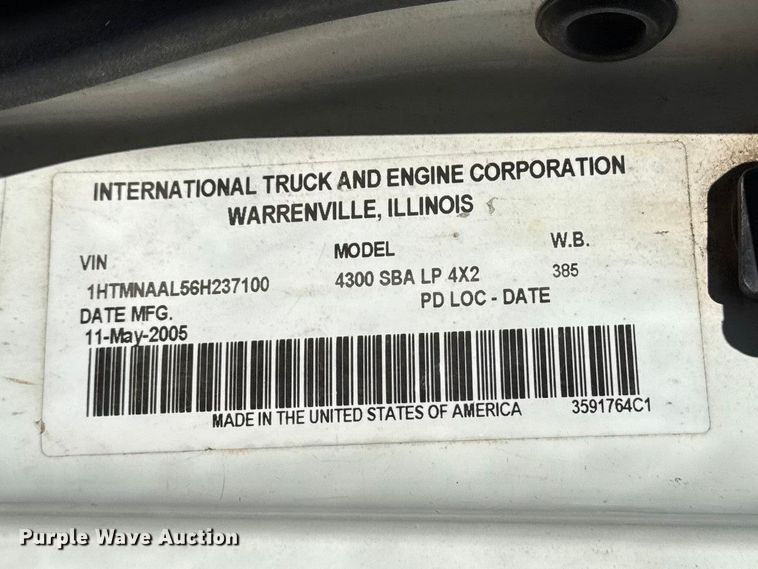 INTERNATIONAL TRUCK AND ENGINE CORPORATION
WARRENVILLE, ILLINOIS
VIN MODEL W.B.
1HTMNAAL56H237100 4300 SBA LP 4X2 385
DATE MFG. PD LOC - DATE
11-May-2005
MADE IN THE UNITED STATES OF AMERICA 3591764C1
Purple Wave Auction